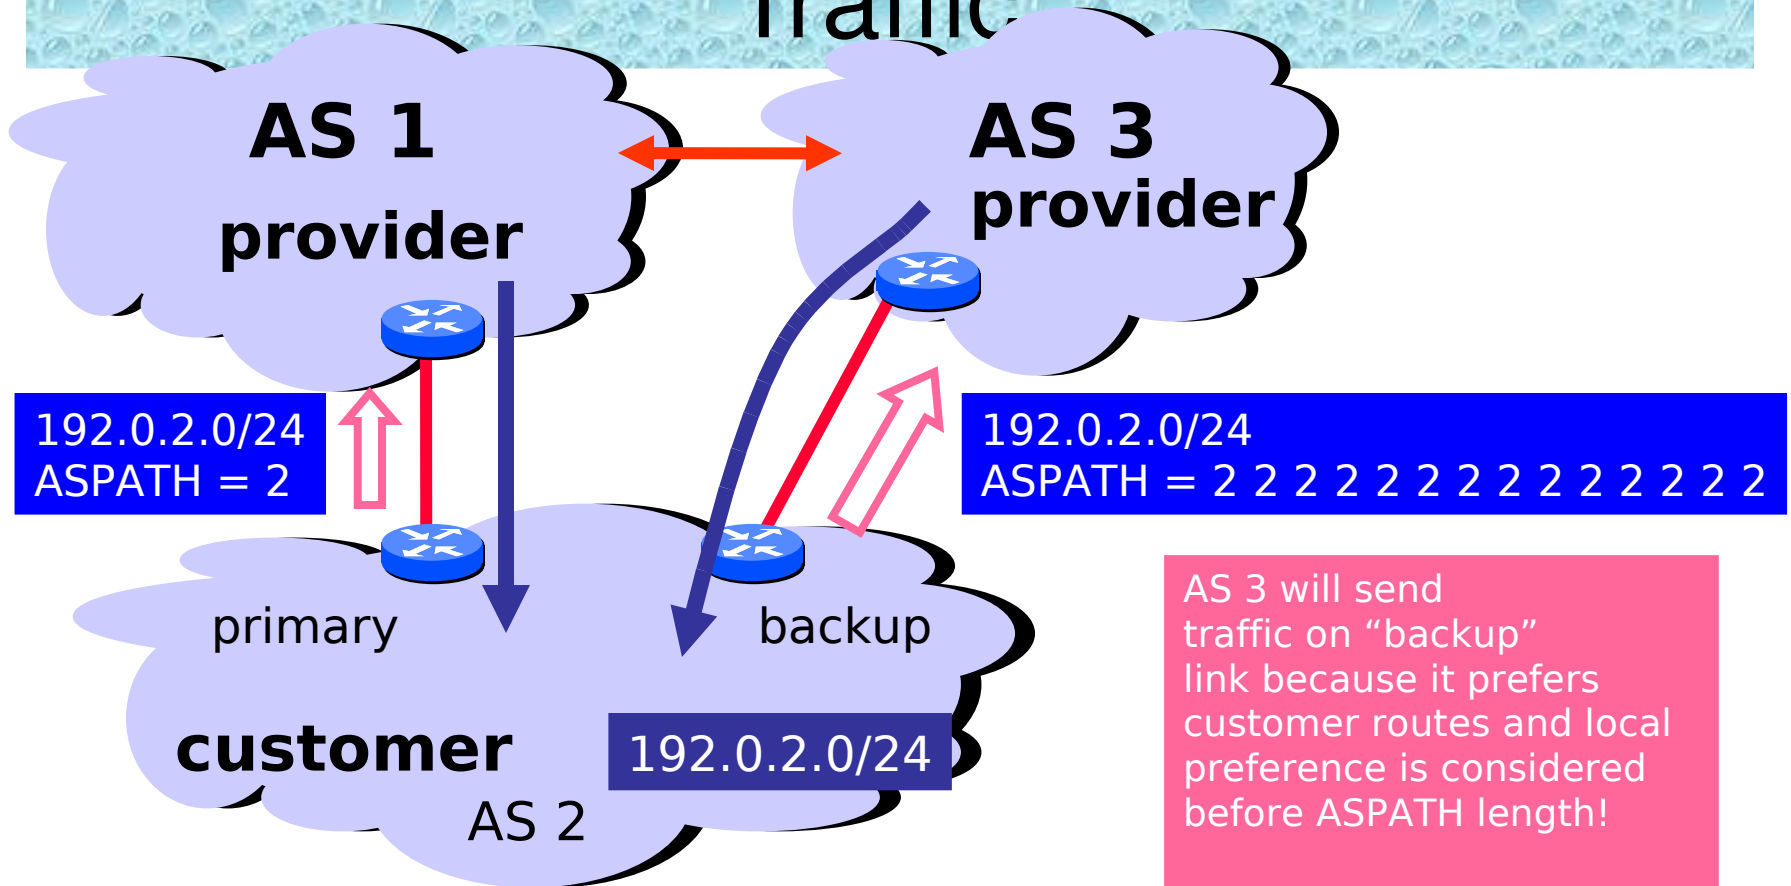 Traffic
AS 1
provider
AS 3
provider
192.0.2.0/24
ASPATH = 2
192.0.2.0/24
ASPATH = 2 2 2 2 2 2 2 2 2 2 2 2 2 2
primary
backup
customer
192.0.2.0/24
AS 2
AS 3 will send
traffic on “backup”
link because it prefers
customer routes and local
preference is considered
before ASPATH length!